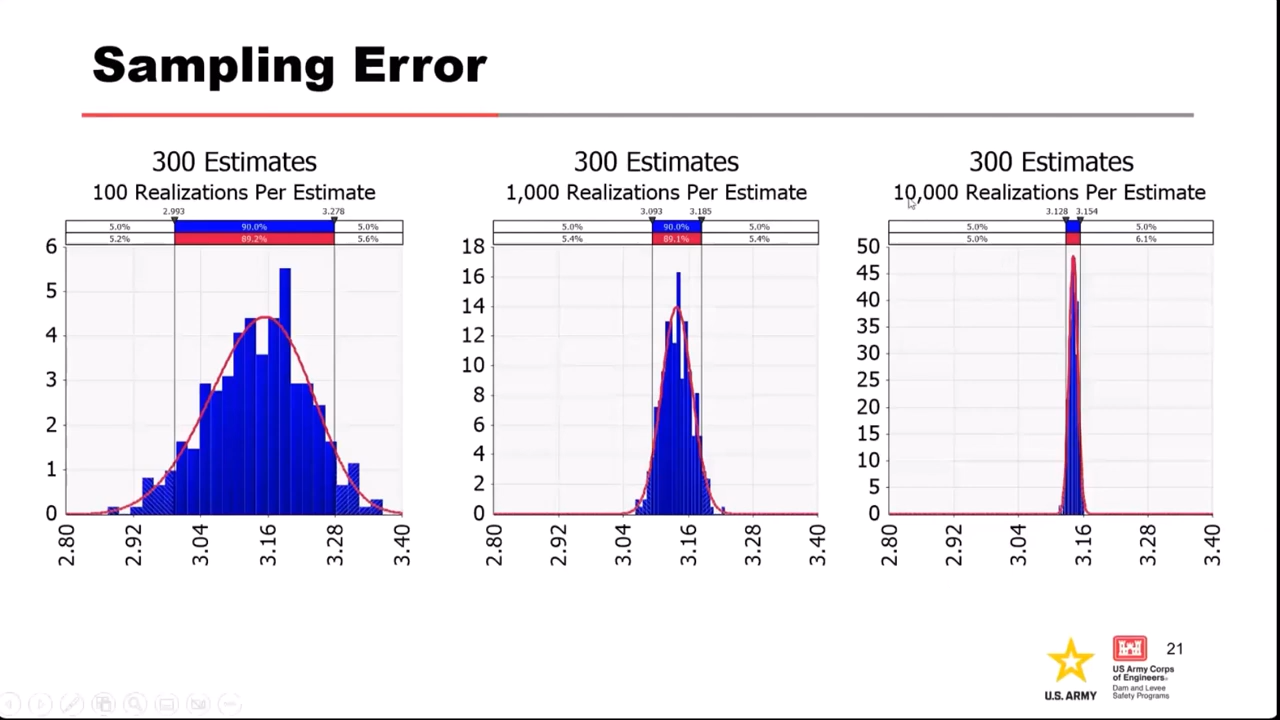 Sampling Error
300 Estimates
100 Realizations Per Estimate
2.993 3.278
5.0% 90.0% 5.0%
5.2% 89.2% 5.6%
6
5
4
3
2
1
0
2.80 2.92 3.04 3.16 3.28 3.40
300 Estimates
1,000 Realizations Per Estimate
3.093 3.185
5.0% 90.0% 5.0%
5.4% 89.1% 5.4%
18
16
14
12
10
8
6
4
2
0
2.80 2.92 3.04 3.16 3.28 3.40
300 Estimates
10,000 Realizations Per Estimate
3.128 3.154
5.0% 5.0%
5.0% 6.1%
50
45
40
35
30
25
20
15
10
5
0
2.80 2.92 3.04 3.16 3.28 3.40
U.S. ARMY
US Army Corps
of Engineers®
Dam and Levee
Safety Programs
21